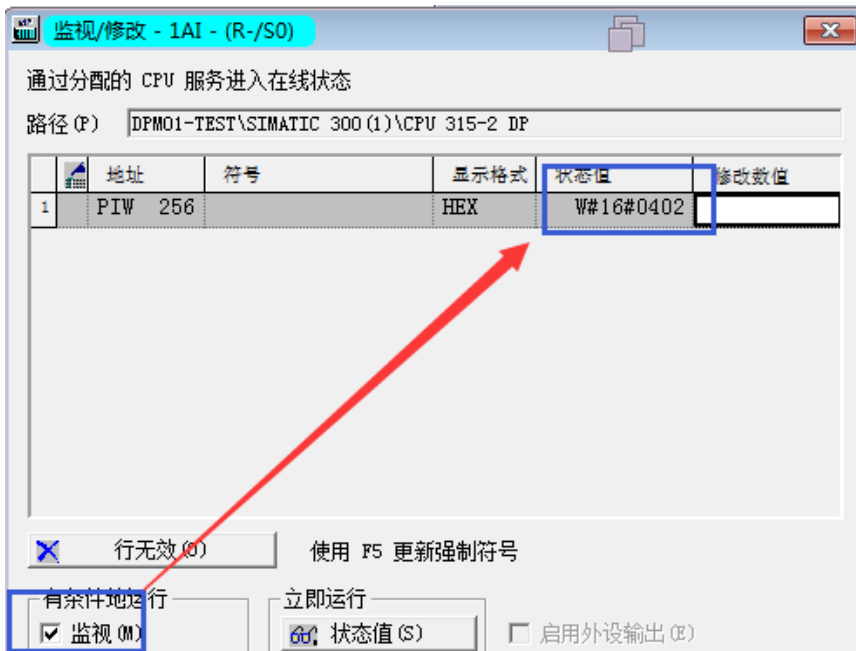 监视/修改 - 1AI - (R-/S0)
通过分配的 CPU 服务进入在线状态
路径(P) DPM01-TEST\SIMATIC 300(1)\CPU 315-2 DP
地址 符号 显示格式 状态值 修改数值
1 PIW 256 HEX W#16#0402
行无效(O) 使用 F5 更新强制符号
有条件地运行 立即运行
监视(M) 状态值(S) 启用外设输出(E)